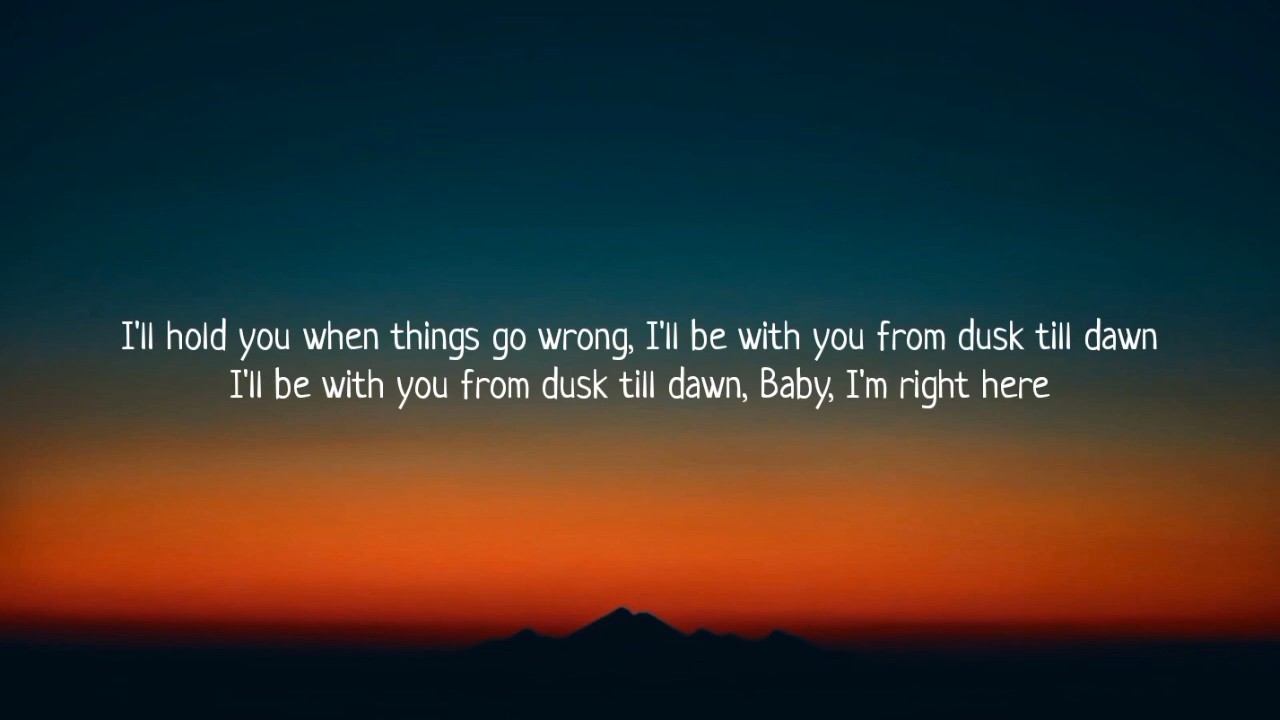 I'll hold you when things go wrong, I'll be with you from dusk till dawn
I'll be with you from dusk till dawn, Baby, I'm right here